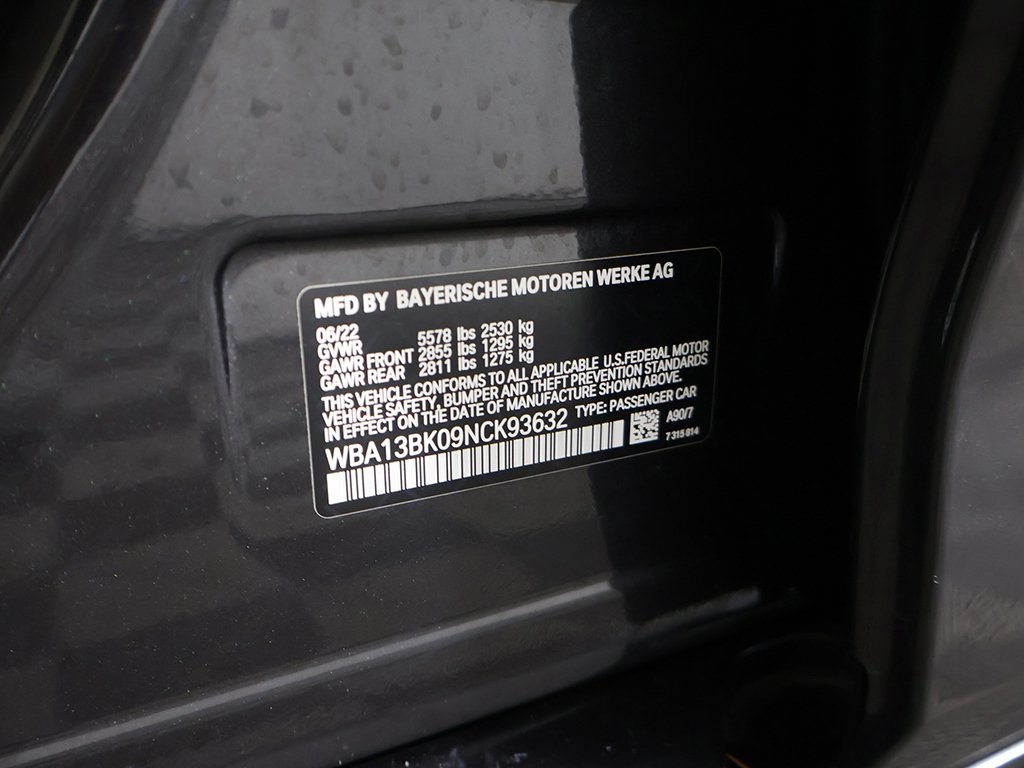 MFD BY BAYERISCHE MOTOREN WERKE AG
06/22
GVWR 5578 lbs 2530 kg
GAWR FRONT 2855 lbs 1295 kg
GAWR REAR 2811 lbs 1275 kg
THIS VEHICLE CONFORMS TO ALL APPLICABLE U.S.FEDERAL MOTOR
VEHICLE SAFETY, BUMPER AND THEFT PREVENTION STANDARDS
IN EFFECT ON THE DATE OF MANUFACTURE SHOWN ABOVE.
WBA13BK09NCK93632 TYPE: PASSENGER CAR
A90/7
7 315 814